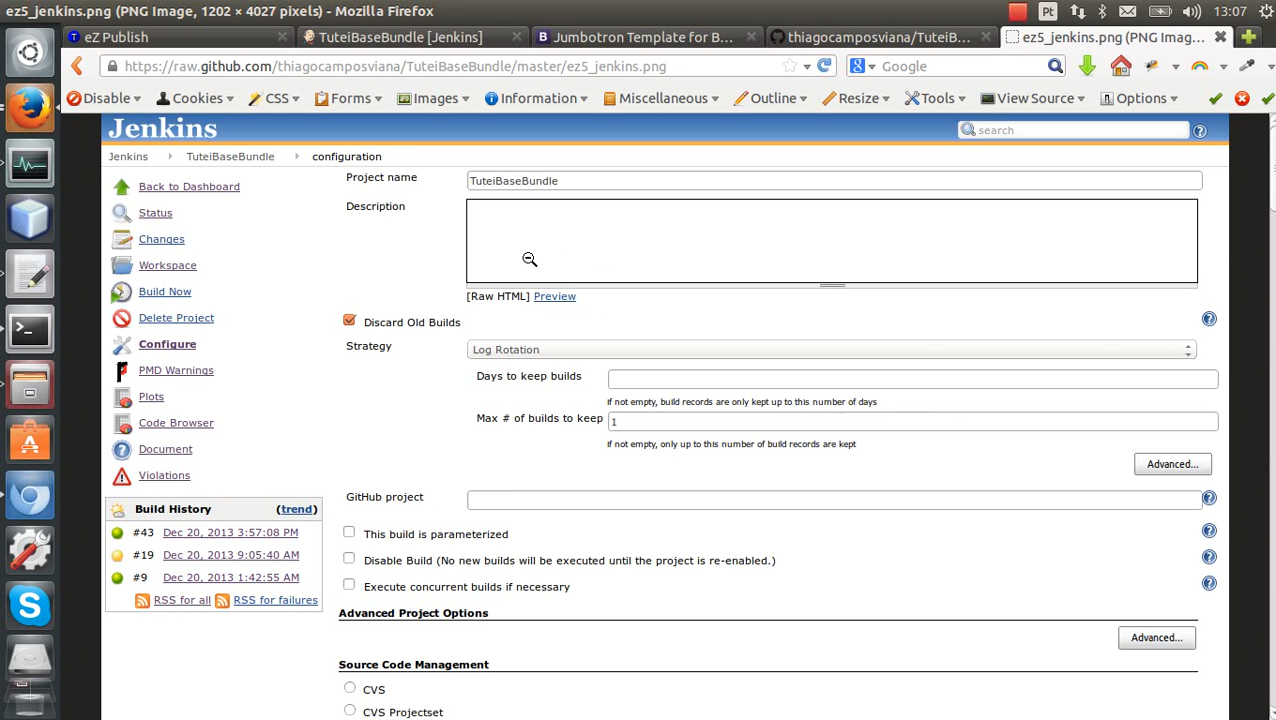 ez5_jenkins.png (PNG Image, 1202 × 4027 pixels) - Mozilla Firefox
Pt
13:07
eZ Publish
TuteiBaseBundle [Jenkins]
Jumbotron Template for B...
thiagocamposviana/TuteiB...
ez5_jenkins.png (PNG Imag...
https://raw.github.com/thiagocamposviana/TuteiBaseBundle/master/ez5_jenkins.png
Google
Disable
Cookies
CSS
Forms
Images
Information
Miscellaneous
Outline
Resize
Tools
View Source
Options
Jenkins
search
Jenkins
TuteiBaseBundle
configuration
Back to Dashboard
Status
Changes
Workspace
Build Now
Delete Project
Configure
PMD Warnings
Plots
Code Browser
Document
Violations
Build History
(trend)
#43 Dec 20, 2013 3:57:08 PM
#19 Dec 20, 2013 9:05:40 AM
#9 Dec 20, 2013 1:42:55 AM
RSS for all
RSS for failures
Project name
TuteiBaseBundle
Description
[Raw HTML] Preview
Discard Old Builds
Strategy
Log Rotation
Days to keep builds
if not empty, build records are only kept up to this number of days
Max # of builds to keep
1
if not empty, only up to this number of build records are kept
Advanced...
GitHub project
This build is parameterized
Disable Build (No new builds will be executed until the project is re-enabled.)
Execute concurrent builds if necessary
Advanced Project Options
Advanced...
Source Code Management
CVS
CVS Projectset